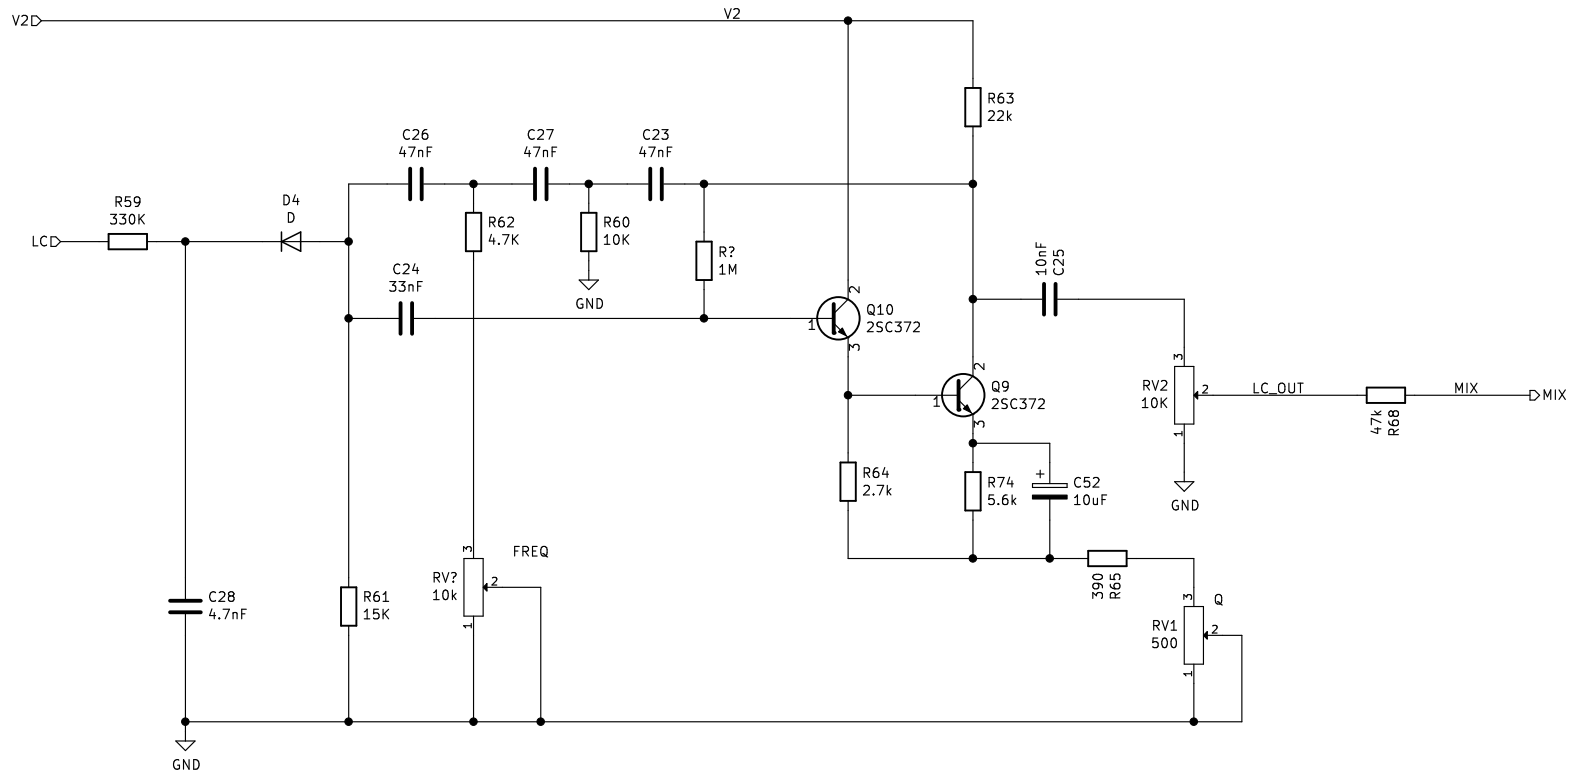 V2
V2
R63
22k
C26
47nF
C27
47nF
C23
47nF
R59
330K
D4
D
LC
R62
4.7K
R60
10K
GND
R?
1M
C24
33nF
10nF
C25
2
Q10
2SC372
1
3
2
Q9
2SC372
1
3
3
RV2
10K
2
1
GND
LC_OUT
47k
R68
MIX
MIX
R64
2.7k
R74
5.6k
+
C52
10uF
390
R65
3
FREQ
RV?
10k
2
1
C28
4.7nF
R61
15K
3
Q
RV1
500
2
1
GND